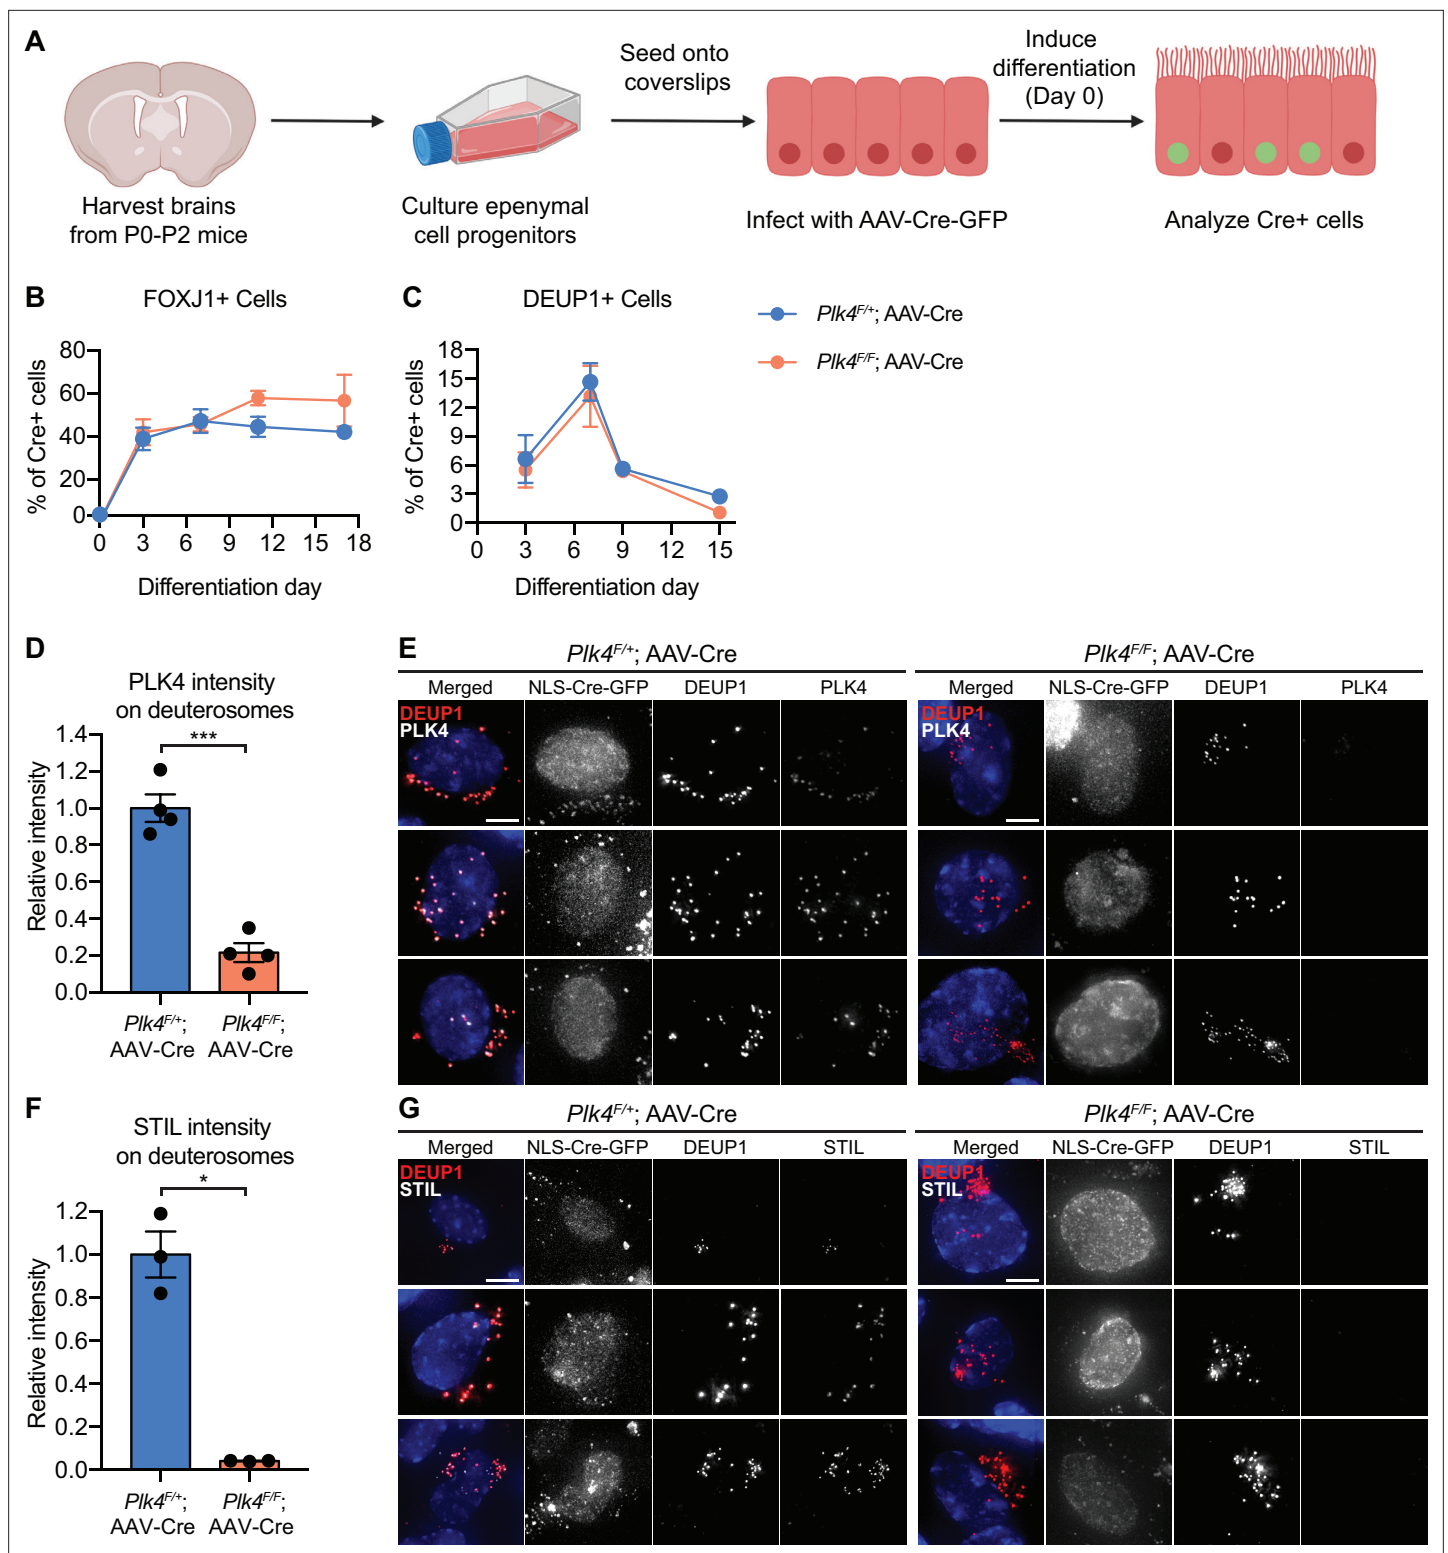 A
Harvest brains
from P0-P2 mice
Culture epenymal
cell progenitors
Seed onto
coverslips
Infect with AAV-Cre-GFP
Induce
differentiation
(Day 0)
Analyze Cre+ cells
B
FOXJ1+ Cells
% of Cre+ cells
80
60
40
20
0
0 3 6 9 12 15 18
Differentiation day
C
DEUP1+ Cells
% of Cre+ cells
18
15
12
9
6
3
0
0 3 6 9 12 15
Differentiation day
Plk4F/+; AAV-Cre
Plk4F/F; AAV-Cre
D
PLK4 intensity
on deuterosomes
***
Relative intensity
1.4
1.2
1.0
0.8
0.6
0.4
0.2
0.0
Plk4F/+; Plk4F/F;
AAV-Cre AAV-Cre
E
Plk4F/+; AAV-Cre
Merged NLS-Cre-GFP DEUP1 PLK4
DEUP1
PLK4
Plk4F/F; AAV-Cre
Merged NLS-Cre-GFP DEUP1 PLK4
DEUP1
PLK4
F
STIL intensity
on deuterosomes
*
Relative intensity
1.2
1.0
0.8
0.6
0.4
0.2
0.0
Plk4F/+; Plk4F/F;
AAV-Cre AAV-Cre
G
Plk4F/+; AAV-Cre
Merged NLS-Cre-GFP DEUP1 STIL
DEUP1
STIL
Plk4F/F; AAV-Cre
Merged NLS-Cre-GFP DEUP1 STIL
DEUP1
STIL